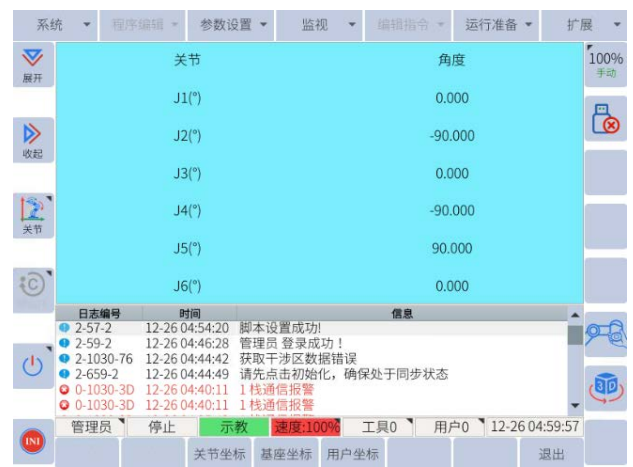 系统 程序编辑 参数设置 监视 编辑指令 运行准备 扩展
展开
收起
关节
关节 角度
J1(°) 0.000
J2(°) -90.000
J3(°) 0.000
J4(°) -90.000
J5(°) 90.000
J6(°) 0.000
100%
手动
3D
日志编号 时间 信息
2-57-2 12-26 04:54:20 脚本设置成功!
2-59-2 12-26 04:46:28 管理员 登录成功！
2-1030-76 12-26 04:44:42 获取干涉区数据错误
2-659-2 12-26 04:44:49 请先点击初始化，确保处于同步状态
0-1030-3D 12-26 04:40:11 1 栈通信报警
0-1030-3D 12-26 04:40:11 1 栈通信报警
管理员 停止 示教 速度:100% 工具0 用户0 12-26 04:59:57
INI
关节坐标 基座坐标 用户坐标 退出